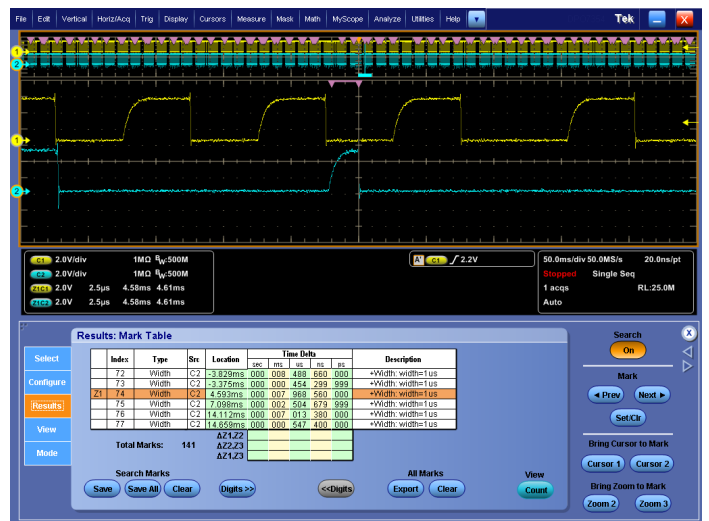 File Edit Vertical Horiz/Acq Trig Display Cursors Measure Mask Math MyScope Analyze Utilities Help Tek X
1
2
1
2
C1 2.0V/div 1MΩ BW:500M
C2 2.0V/div 1MΩ BW:500M
Z1C1 2.0V 2.5µs 4.58ms 4.61ms
Z1C2 2.0V 2.5µs 4.58ms 4.61ms
A' C1 / 2.2V
50.0ms/div 50.0MS/s 20.0ns/pt
Stopped Single Seq
1 acqs RL:25.0M
Auto
Results: Mark Table
Select
Configure
Results
View
Mode
Index Type Src Location Time Delta Description
sec ms us ns ps
72 Width C2 -3.829ms 000 008 488 660 000 +Width: width=1us
73 Width C2 -3.375ms 000 000 454 299 999 +Width: width=1us
Z1 74 Width C2 4.593ms 000 007 968 560 000 +Width: width=1us
75 Width C2 7.098ms 000 002 504 679 999 +Width: width=1us
76 Width C2 14.112ms 000 007 013 380 000 +Width: width=1us
77 Width C2 14.659ms 000 000 547 400 000 +Width: width=1us
Total Marks: 141
ΔZ1,Z2
ΔZ2,Z3
ΔZ1,Z3
Search Marks
Save Save All Clear Digits >> <<Digits
All Marks
Export Clear
View
Count
Search
On
X
Mark
◄ Prev Next ►
Set/Clr
Bring Cursor to Mark
Cursor 1 Cursor 2
Bring Zoom to Mark
Zoom 2 Zoom 3